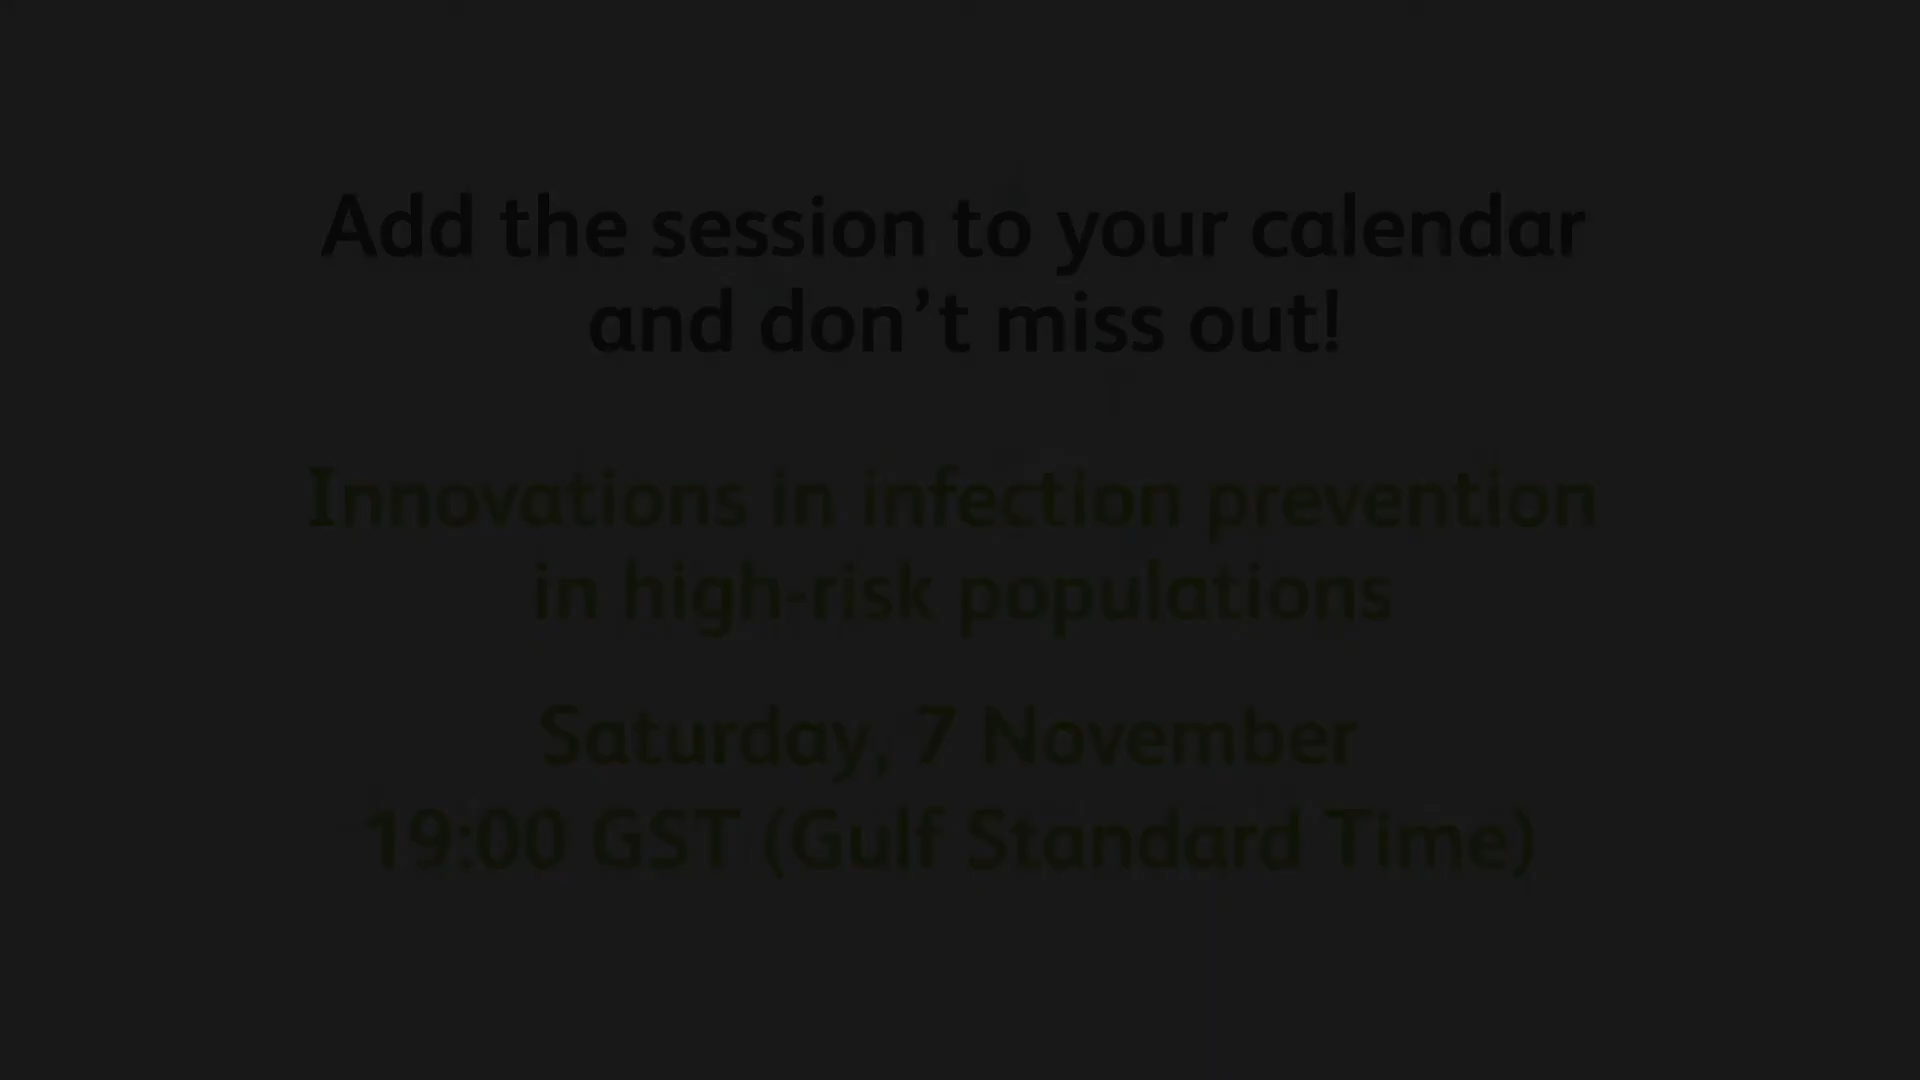 Add the session to your calendar
and don’t miss out!
Innovations in infection prevention
in high-risk populations
Saturday, 7 November
19:00 GST (Gulf Standard Time)